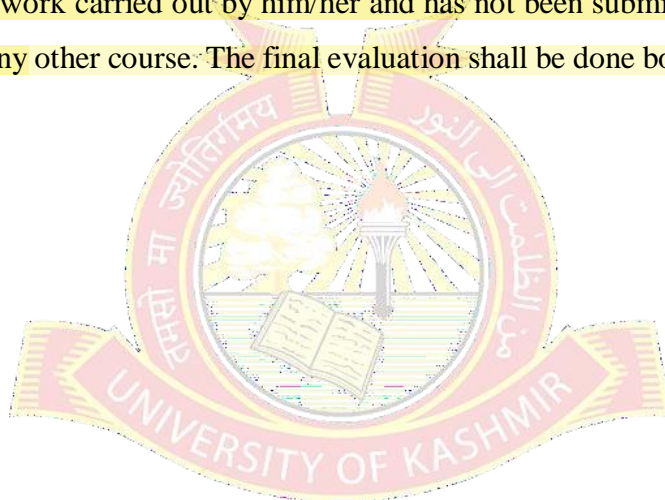 work carried out by him/her and has not been submi
ny other course. The final evaluation shall be done bo
तमसो मा ज्योतिर्गमय
من الظلمت الی النور
UNIVERSITY OF KASHMIR